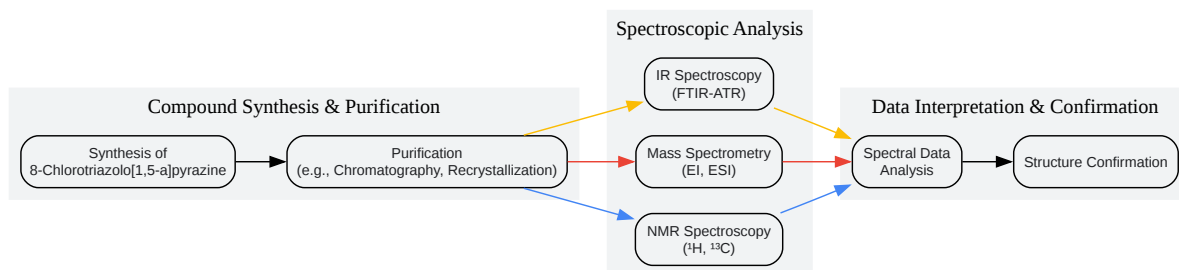 Compound Synthesis & Purification
Synthesis of
8-Chlorotriazolo[1,5-a]pyrazine
Purification
(e.g., Chromatography, Recrystallization)
Spectroscopic Analysis
IR Spectroscopy
(FTIR-ATR)
Mass Spectrometry
(EI, ESI)
NMR Spectroscopy
(¹H, ¹³C)
Data Interpretation & Confirmation
Spectral Data
Analysis
Structure Confirmation